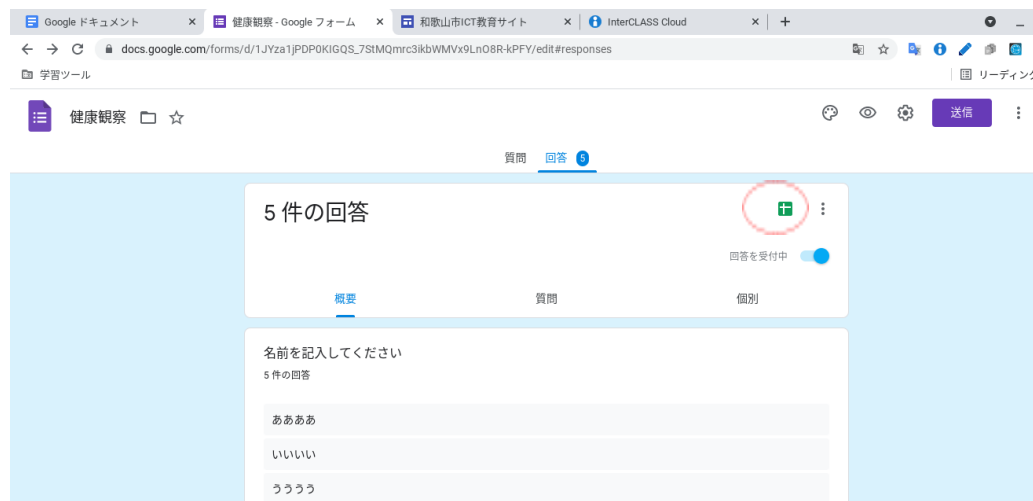 Google ドキュメント
健康観察 - Google フォーム
和歌山市ICT教育サイト
InterCLASS Cloud
docs.google.com/forms/d/1JYza1jPDP0KIGQS_7StMQmrc3ikbWMVx9LnO8R-kPFY/edit#responses
学習ツール
リーディン
健康観察
送信
質問 回答 5
5 件の回答
回答を受付中
概要 質問 個別
名前を記入してください
5 件の回答
ああああ
いいいい
うううう